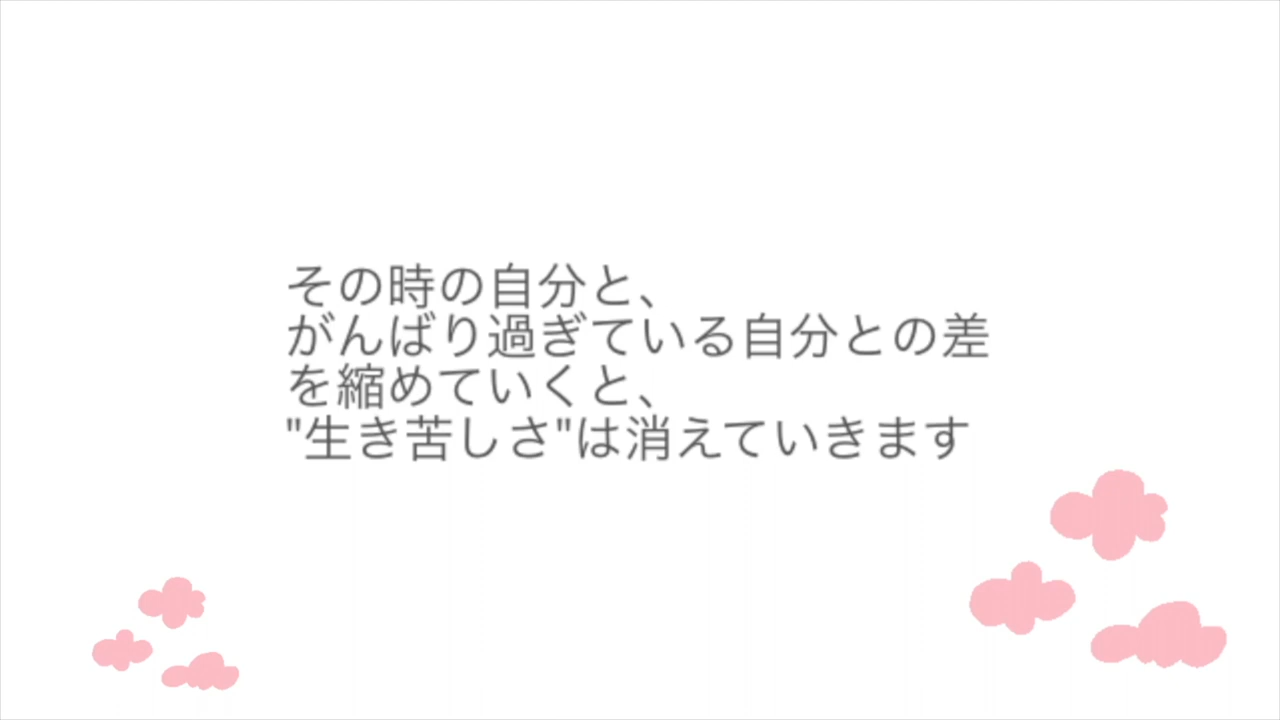 その時の自分と、
がんばり過ぎている自分との差
を縮めていくと、
"生き苦しさ"は消えていきます